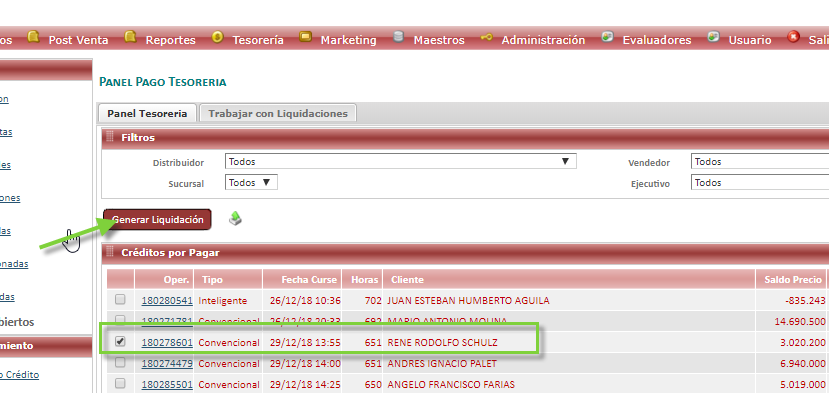 os Post Venta Reportes Tesorería Marketing Maestros Administración Evaluadores Usuario Sali
PANEL PAGO TESORERIA
on
Panel Tesoreria Trabajar con Liquidaciones
tas
Filtros
les
Distribuidor Todos Vendedor Todos
Sucursal Todos Ejecutivo Todos
ones
Generar Liquidación
das
Créditos por Pagar
onadas
Oper. Tipo Fecha Curse Horas Cliente Saldo Precio
das
180280541 Inteligente 26/12/18 10:36 702 JUAN ESTEBAN HUMBERTO AGUILA -835.243
biertos
180271781 Convencional 26/12/18 20:33 692 MARIO ANTONIO MOLINA 14.690.500
miento
180278601 Convencional 29/12/18 13:55 651 RENE RODOLFO SCHULZ 3.020.200
180274479 Convencional 29/12/18 14:00 651 ANDRES IGNACIO PALET 6.940.000
o Crédito
180285501 Convencional 29/12/18 14:25 650 ANGELO FRANCISCO FARIAS 5.019.000